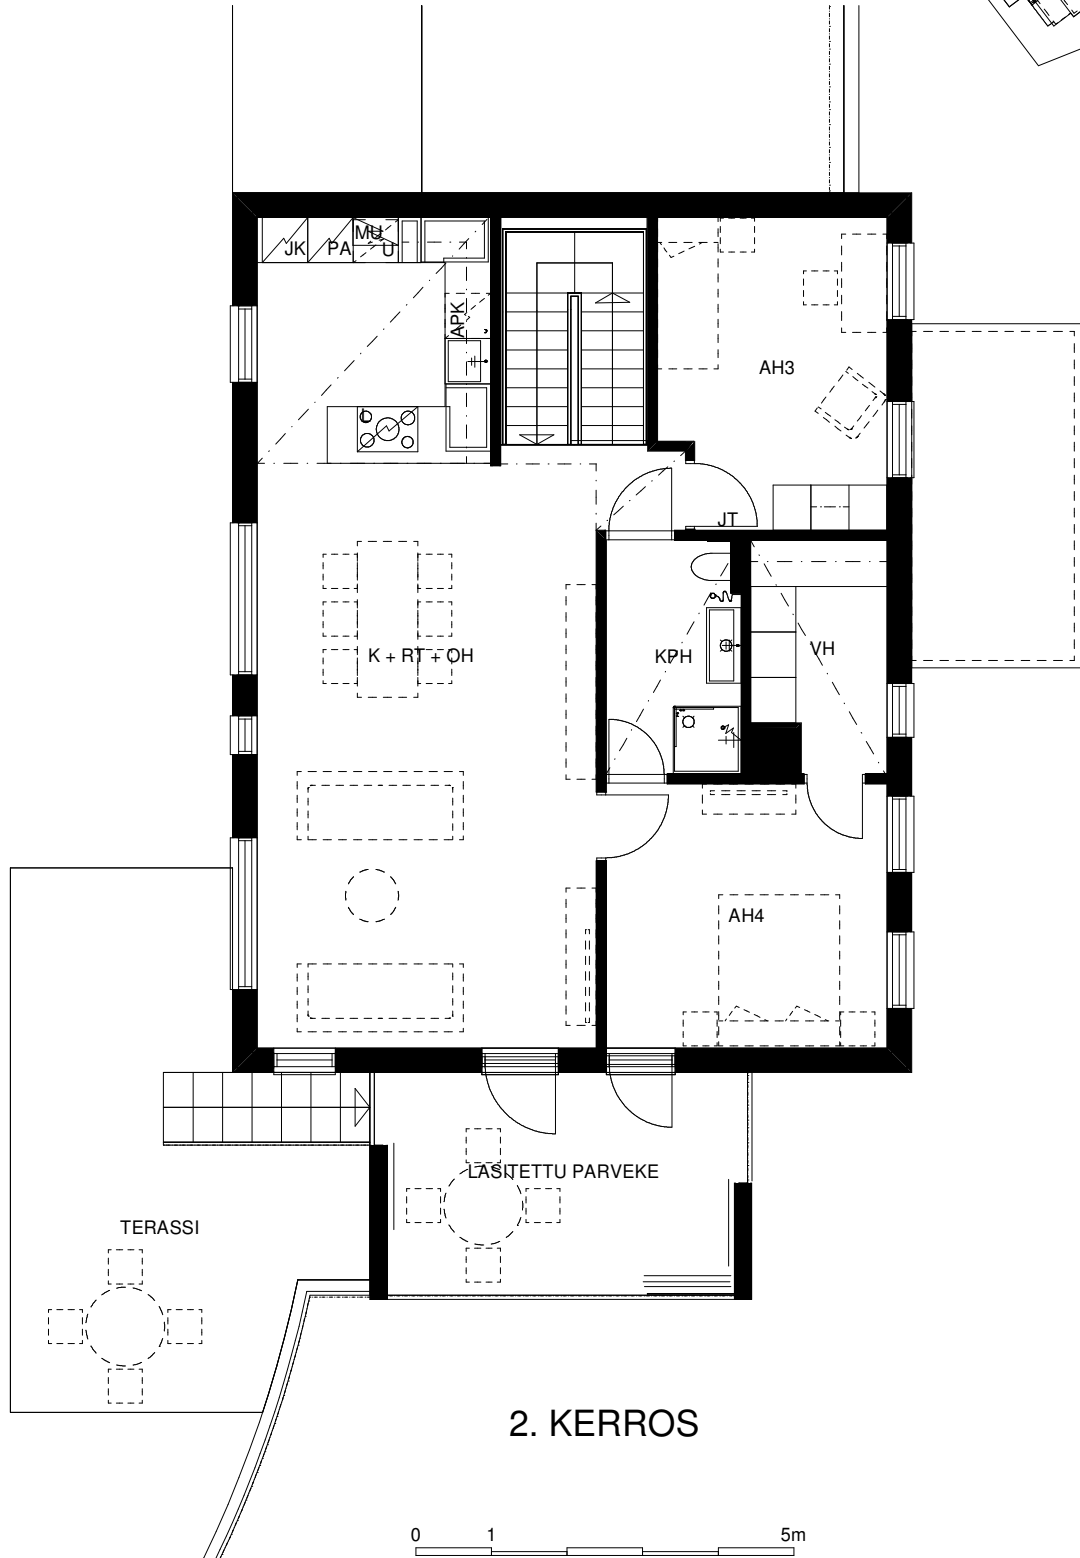 JK
PA
MU
U
APK
L
AH3
JT
K + RT + OH
KPH
VH
AH4
LASITETTU PARVEKE
TERASSI
2. KERROS
0 1 5m